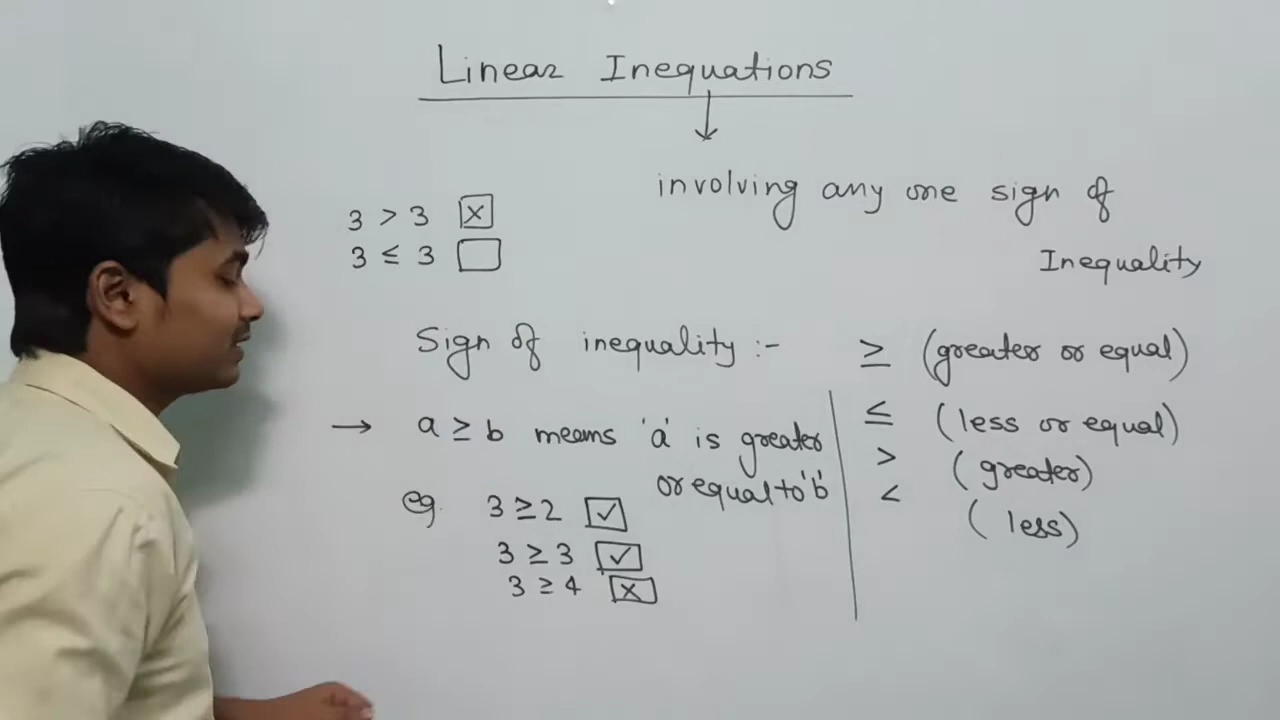 Linear Inequations
↓
involving any one sign of
Inequality
3 > 3 [x]
3 ≤ 3 [ ]
Sign of inequality :-
≥ (greater or equal)
≤ (less or equal)
> (greater)
< (less)
→ a ≥ b means 'a' is greater
or equal to 'b'
eg. 3 ≥ 2 [✓]
3 ≥ 3 [✓]
3 ≥ 4 [x]